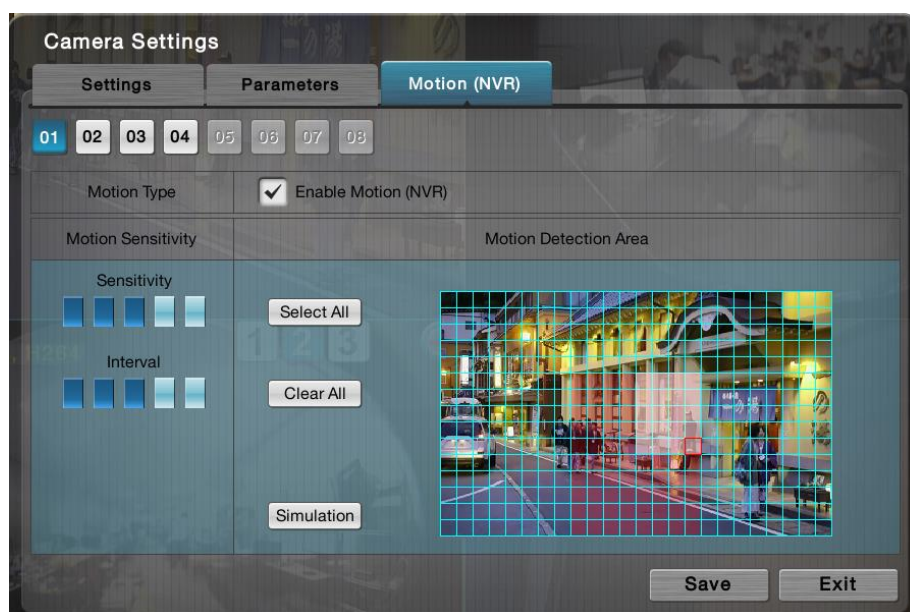 Camera Settings
Settings Parameters Motion (NVR)
01 02 03 04 05 06 07 08
Motion Type Enable Motion (NVR)
Motion Sensitivity Motion Detection Area
Sensitivity
Select All
Interval
Clear All
Simulation
Save Exit